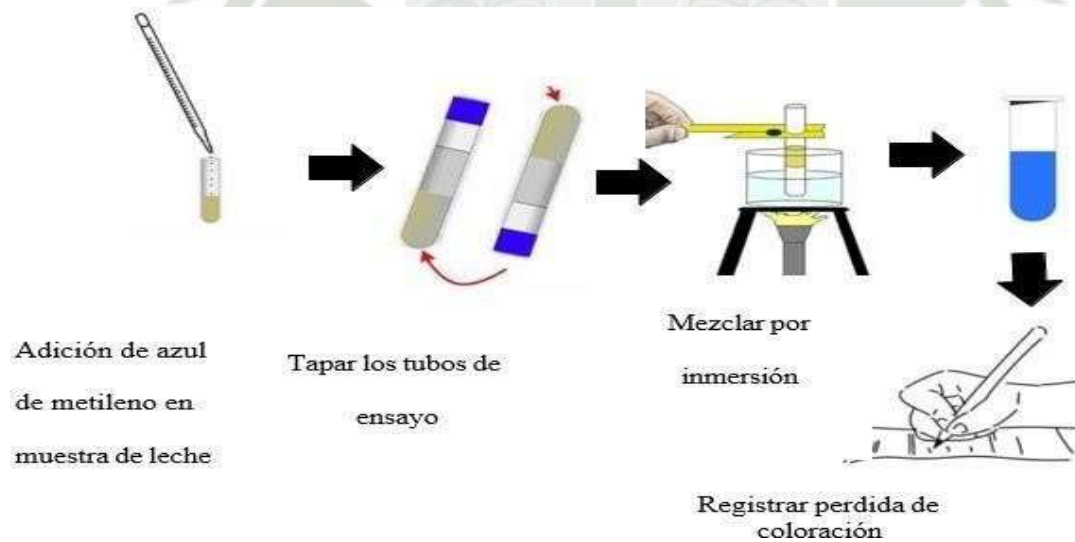 Adición de azul
de metileno en
muestra de leche
Tapar los tubos de
ensayo
Mezclar por
inmersión
Registrar perdida de
coloración